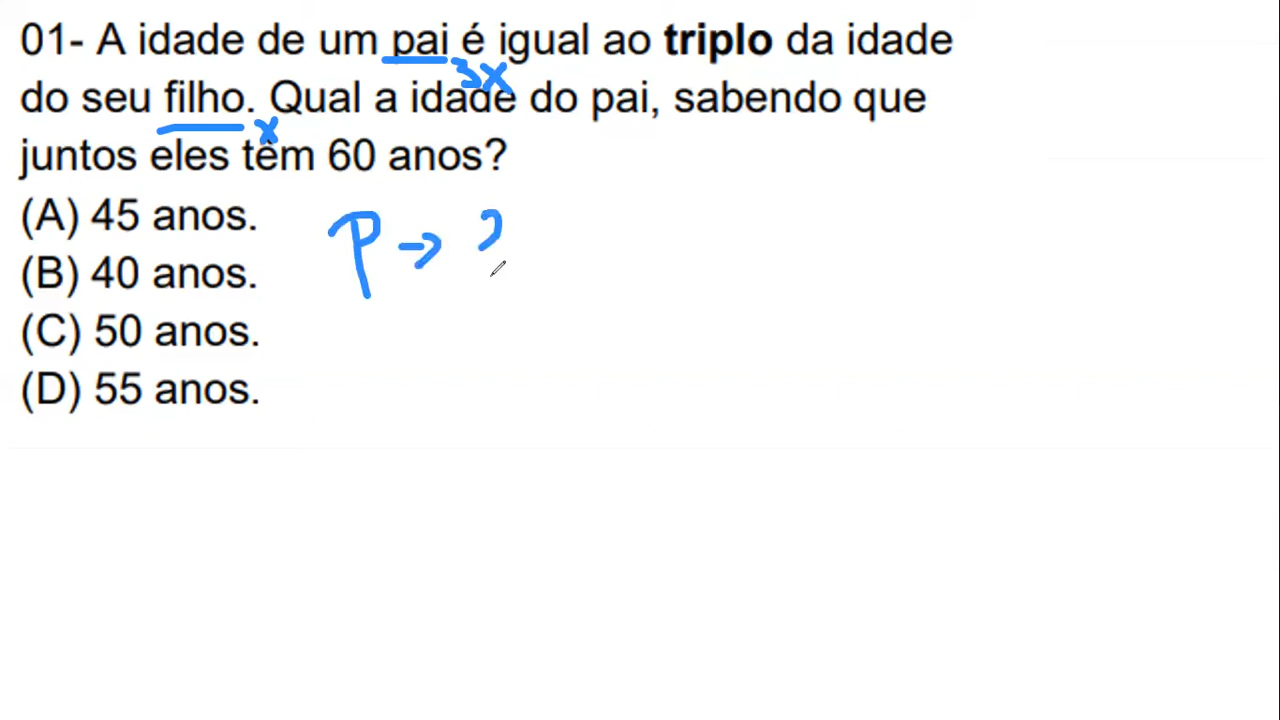 01- A idade de um pai é igual ao triplo da idade
3x
do seu filho. Qual a idade do pai, sabendo que
x
juntos eles têm 60 anos?
(A) 45 anos.
P →
(B) 40 anos.
(C) 50 anos.
(D) 55 anos.